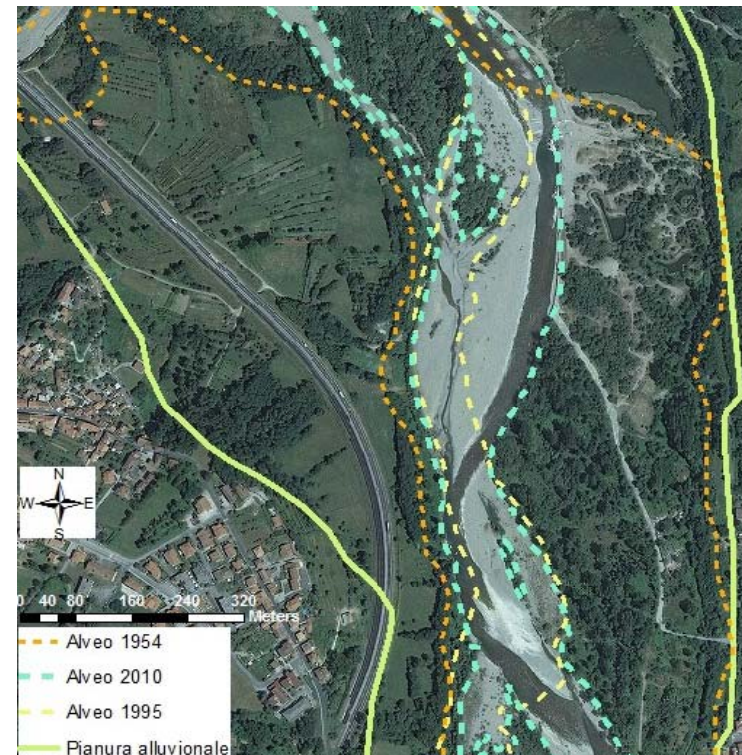 N
W E
S
0 40 80 160 240 320
Meters
Alveo 1954
Alveo 2010
Alveo 1995
Pianura alluvionale